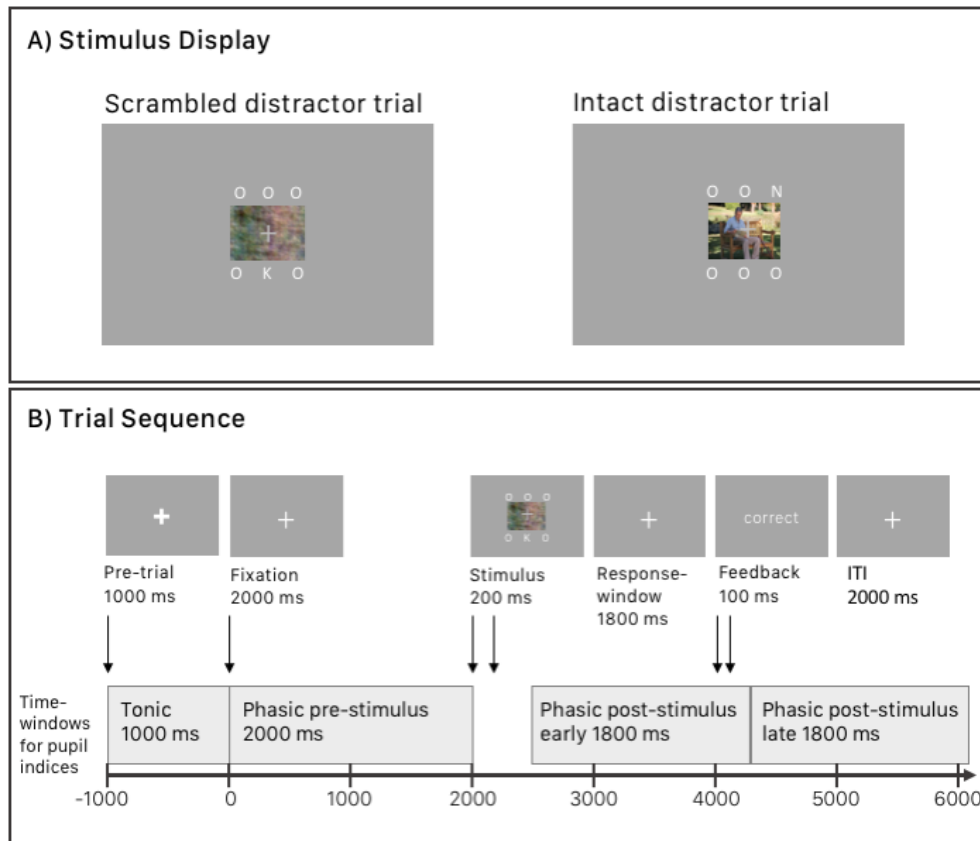 A) Stimulus Display
Scrambled distractor trial
Intact distractor trial
O O O
O K O
O O N
O O O
B) Trial Sequence
O O O
O K O
correct
Pre-trial
1000 ms
Fixation
2000 ms
Stimulus
200 ms
Response-
window
1800 ms
Feedback
100 ms
ITI
2000 ms
Time-
windows
for pupil
indices
Tonic
1000 ms
Phasic pre-stimulus
2000 ms
Phasic post-stimulus
early 1800 ms
Phasic post-stimulus
late 1800 ms
-1000 0 1000 2000 3000 4000 5000 6000